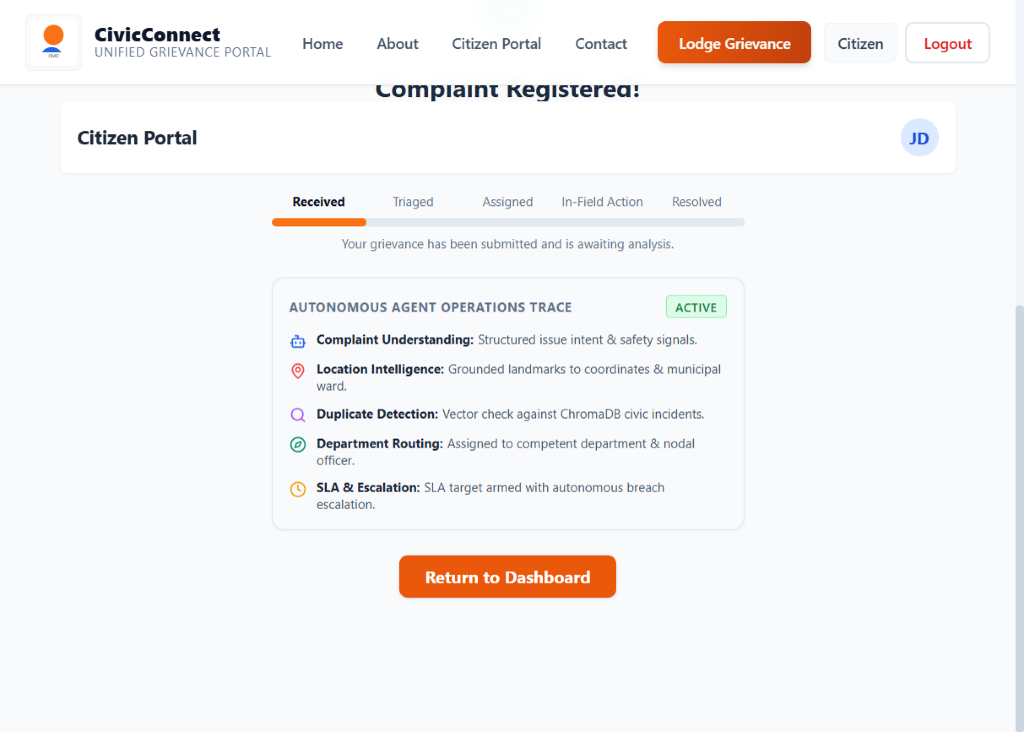 CivicConnect
UNIFIED GRIEVANCE PORTAL
Home
About
Citizen Portal
Contact
Lodge Grievance
Citizen
Logout
Complaint Registered!
Citizen Portal
JD
Received
Triaged
Assigned
In-Field Action
Resolved
Your grievance has been submitted and is awaiting analysis.
AUTONOMOUS AGENT OPERATIONS TRACE
ACTIVE
Complaint Understanding: Structured issue intent & safety signals.
Location Intelligence: Grounded landmarks to coordinates & municipal
ward.
Duplicate Detection: Vector check against ChromaDB civic incidents.
Department Routing: Assigned to competent department & nodal
officer.
SLA & Escalation: SLA target armed with autonomous breach
escalation.
Return to Dashboard